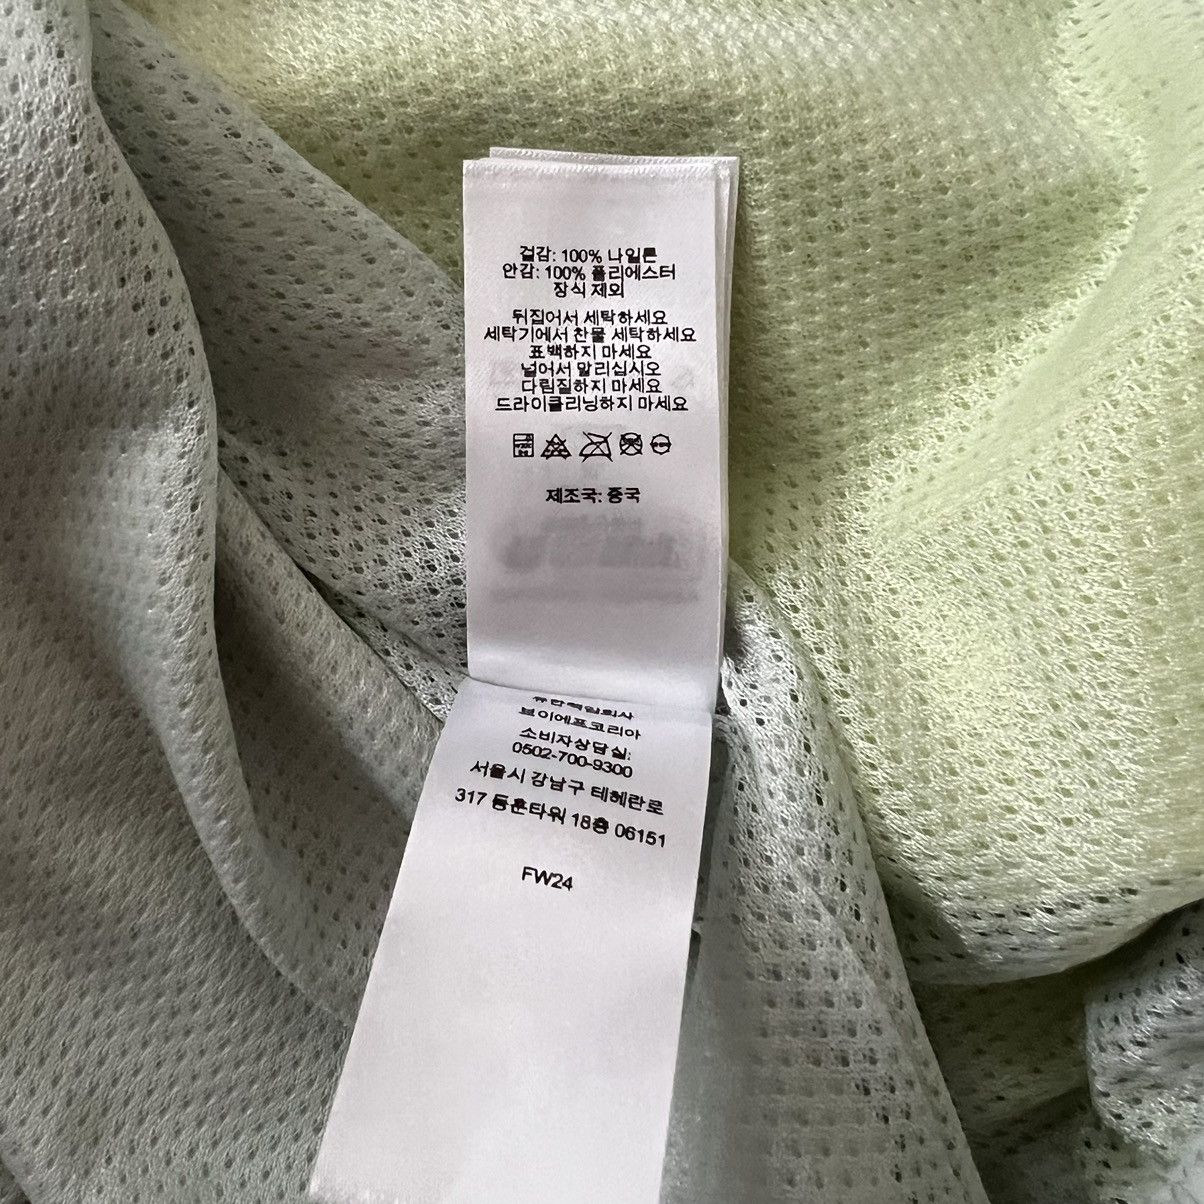 겉감: 100% 나일론
안감: 100% 폴리에스터
장식 제외
뒤집어서 세탁하세요
세탁기에서 찬물 세탁하세요
표백하지 마세요
널어서 말리십시오
다림질하지 마세요
드라이클리닝하지 마세요
제조국: 중국
유한책임회사
브이에프코리아
소비자상담실:
0502-700-9300
서울시 강남구 테헤란로
317 동훈타워 18층 06151
FW24